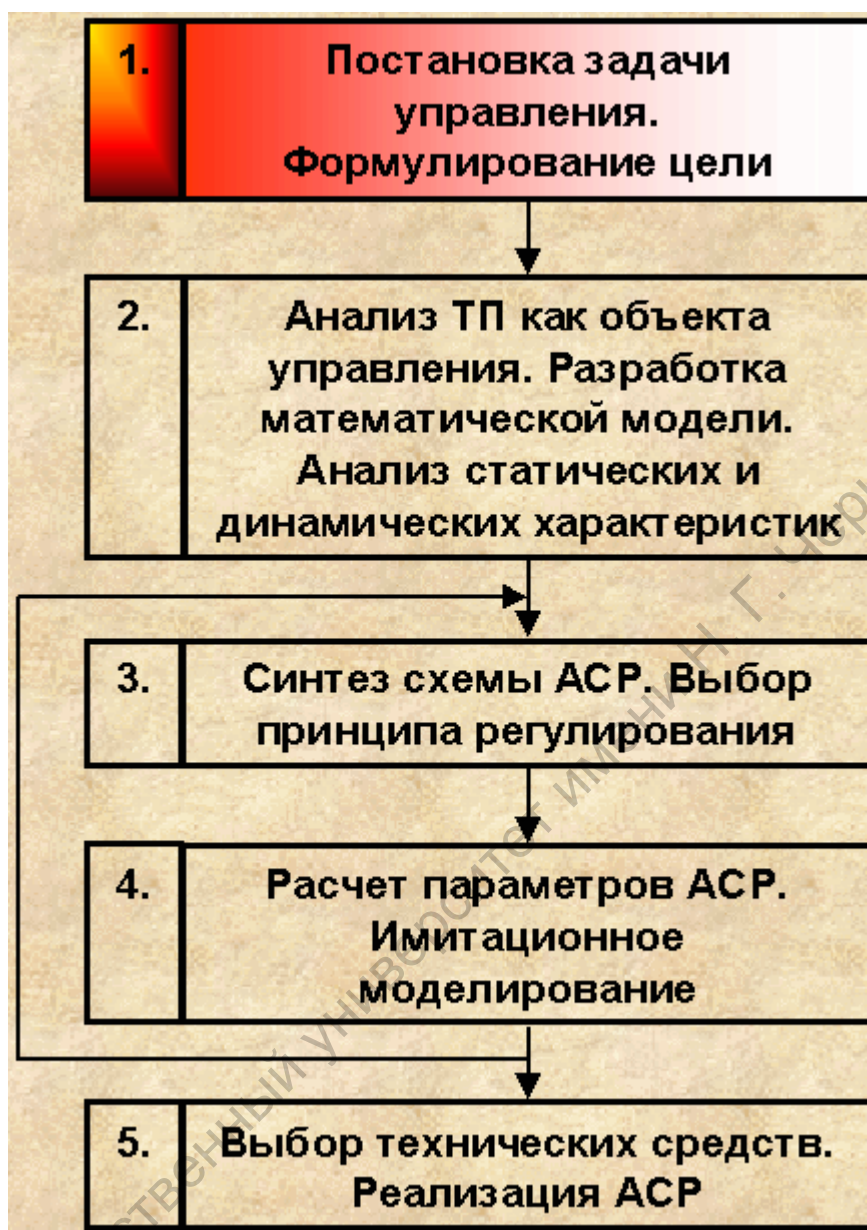 1.
Постановка задачи
управления.
Формулирование цели
2.
Анализ ТП как объекта
управления. Разработка
математической модели.
Анализ статических и
динамических характеристик
3.
Синтез схемы АСР. Выбор
принципа регулирования
4.
Расчет параметров АСР.
Имитационное
моделирование
5.
Выбор технических средств.
Реализация АСР
университет имени Н. Г.